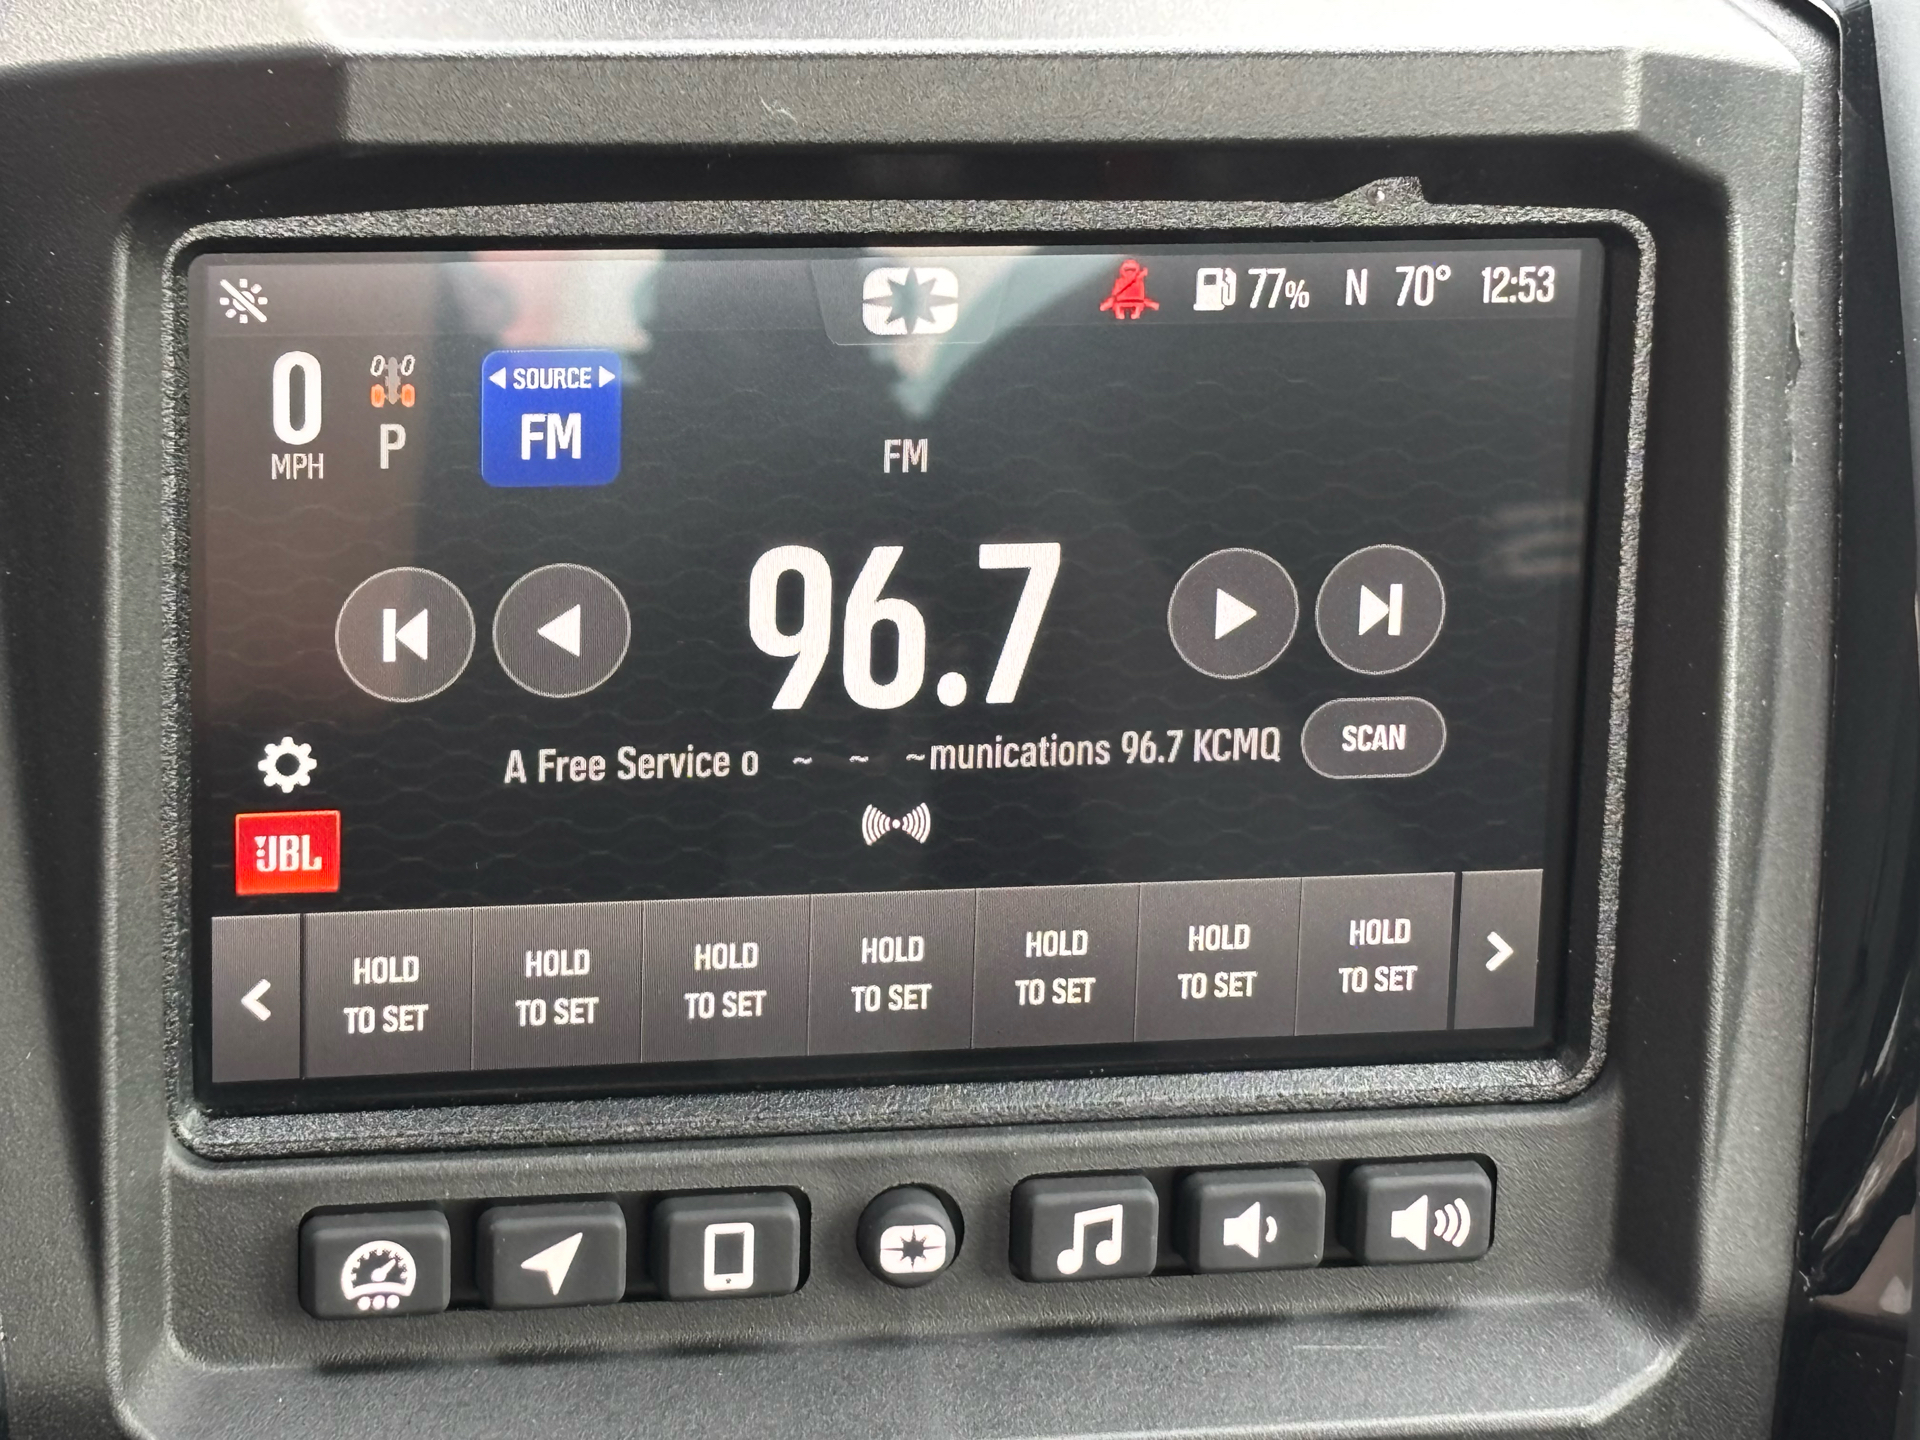 77% N 70° 12:53
0
MPH
P
SOURCE
FM
FM
96.7
A Free Service o ~ ~ ~munications 96.7 KCMQ
SCAN
JBL
HOLD TO SET
HOLD TO SET
HOLD TO SET
HOLD TO SET
HOLD TO SET
HOLD TO SET
HOLD TO SET